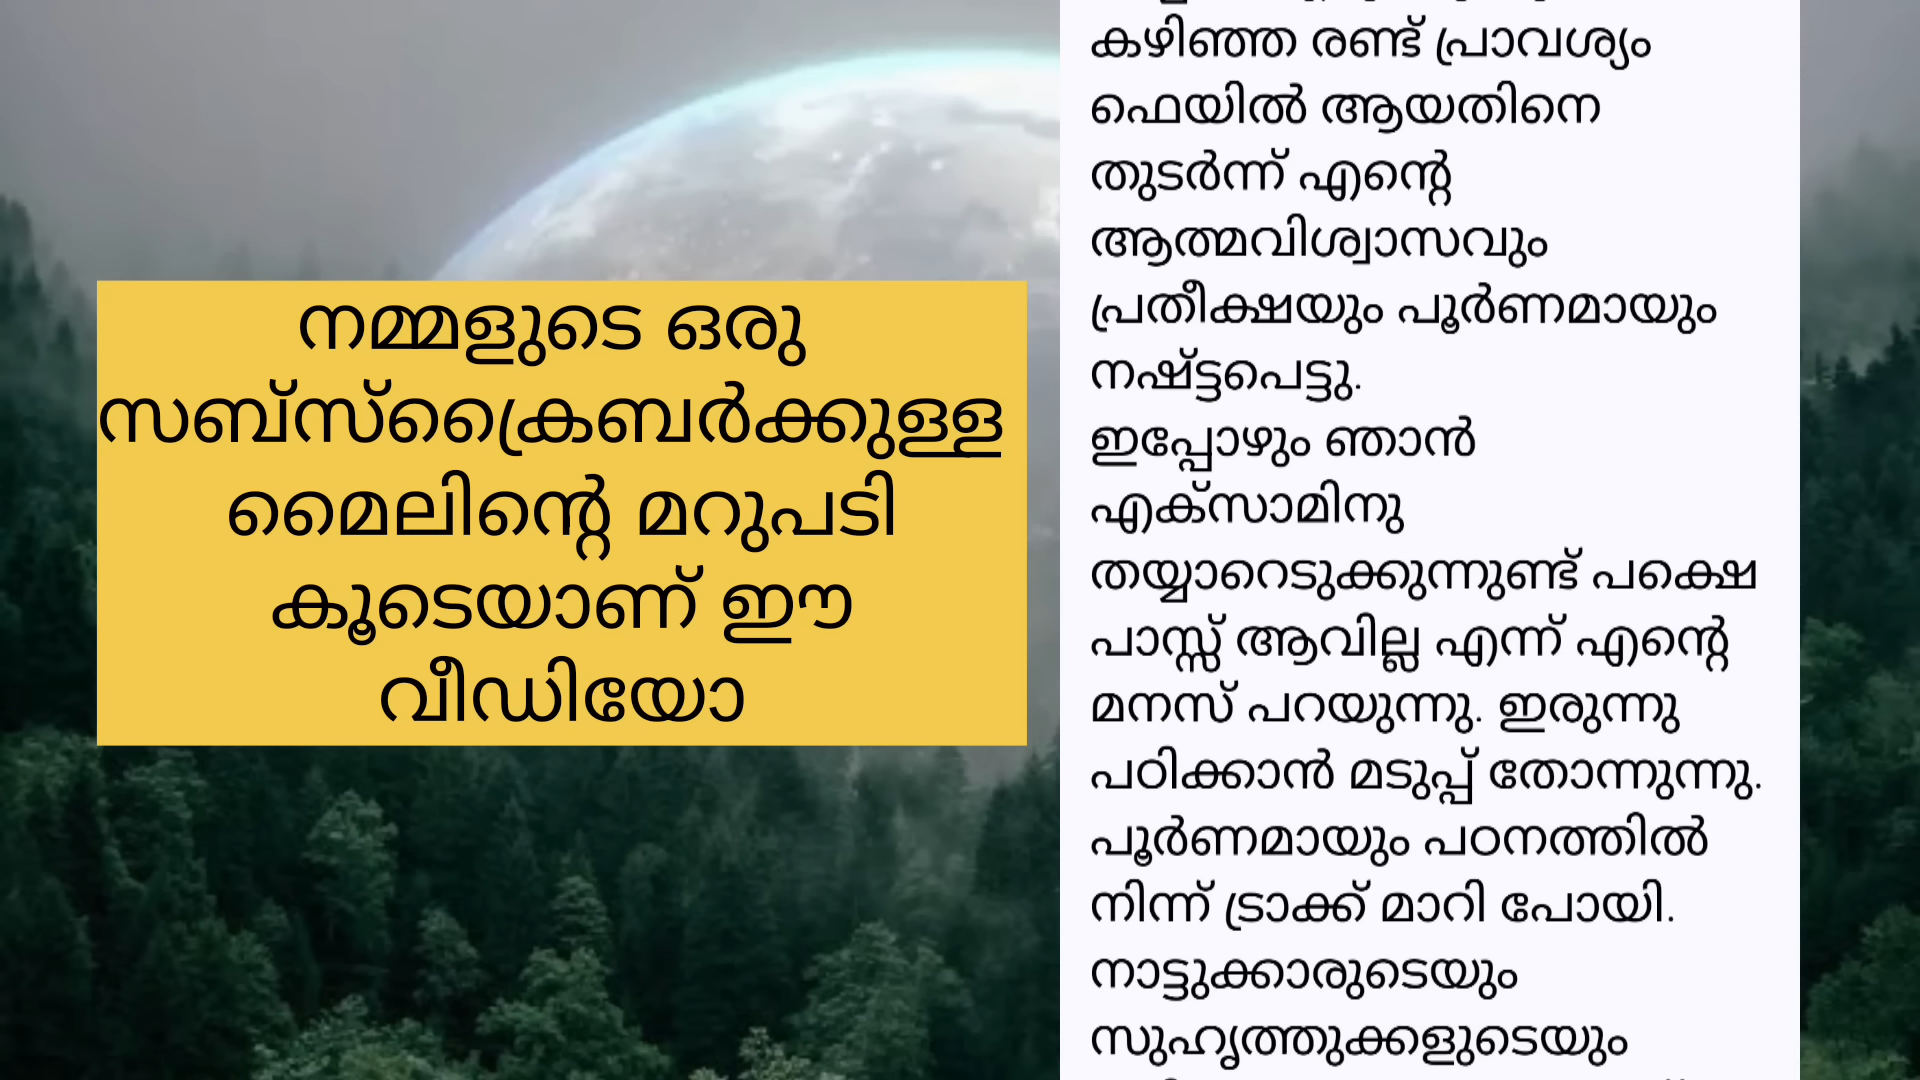 നമ്മളുടെ ഒരു
സബ്സ്ക്രൈബർക്കുള്ള
മൈലിന്റെ മറുപടി
കൂടെയാണ് ഈ
വീഡിയോ
കഴിഞ്ഞ രണ്ട് പ്രാവശ്യം
ഫെയിൽ ആയതിനെ
തുടർന്ന് എന്റെ
ആത്മവിശ്വാസവും
പ്രതീക്ഷയും പൂർണമായും
നഷ്ട്ടപെട്ടു.
ഇപ്പോഴും ഞാൻ
എക്സാമിനു
തയ്യാറെടുക്കുന്നുണ്ട് പക്ഷെ
പാസ്സ് ആവില്ല എന്ന് എന്റെ
മനസ് പറയുന്നു. ഇരുന്നു
പഠിക്കാൻ മടുപ്പ് തോന്നുന്നു.
പൂർണമായും പഠനത്തിൽ
നിന്ന് ട്രാക്ക് മാറി പോയി.
നാട്ടുക്കാരുടെയും
സുഹൃത്തുക്കളുടെയും